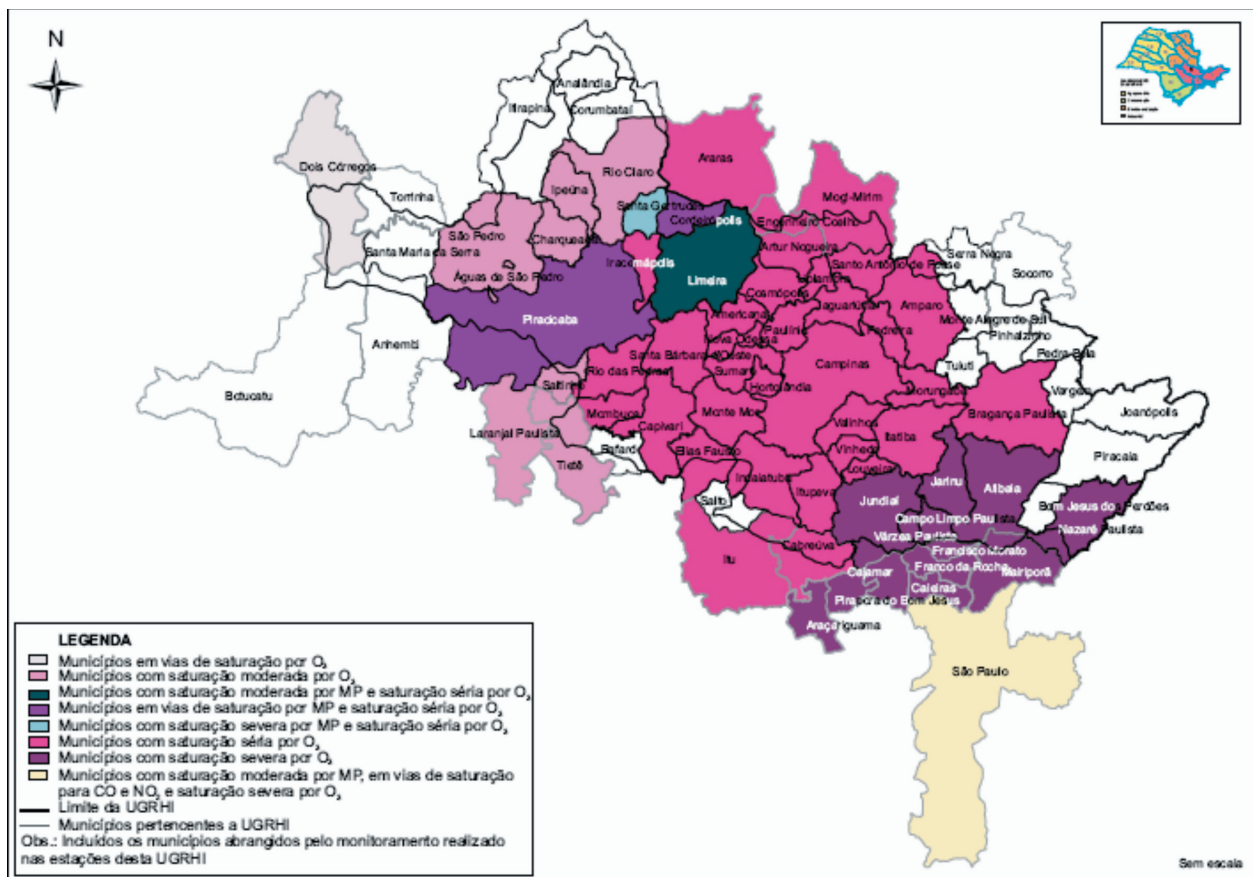 N
Analândia
Itirapina
Corumbataí
Dois Córregos
Torrinha
Rio Claro
Araras
Ipeúna
Mogi-Mirim
Santa Gertrudes
Cordeirópolis
Engenheiro Coelho
São Pedro
Charqueada
Santa Maria da Serra
Artur Nogueira
Serra Negra
Socorro
Iracemápolis
Santo Antônio de Posse
Águas de São Pedro
Limeira
Cosmópolis
Jaguariúna
Amparo
Piracicaba
Americana
Paulínia
Pedreira
Monte Alegre do Sul
Pinhalzinho
Anhembi
Nova Odessa
Santa Bárbara d'Oeste
Campinas
Tuiuti
Pedra Bela
Rio das Pedras
Sumaré
Hortolândia
Vargem
Botucatu
Saltinho
Morungaba
Mombuca
Monte Mor
Bragança Paulista
Joanópolis
Laranjal Paulista
Capivari
Valinhos
Itatiba
Rafard
Elias Fausto
Vinhedo
Piracaia
Tietê
Louveira
Indaiatuba
Jarinu
Atibaia
Salto
Itupeva
Jundiaí
Bom Jesus do Perdões
Campo Limpo Paulista
Nazaré Paulista
Várzea Paulista
Cabreúva
Francisco Morato
Itu
Cajamar
Franco da Rocha
Mairiporã
Caieiras
Pirapora do Bom Jesus
Araçariguama
São Paulo
LEGENDA
Municípios em vias de saturação por O₃
Municípios com saturação moderada por O₃
Municípios com saturação moderada por MP e saturação séria por O₃
Municípios em vias de saturação por MP e saturação séria por O₃
Municípios com saturação severa por MP e saturação séria por O₃
Municípios com saturação séria por O₃
Municípios com saturação severa por O₃
Municípios com saturação moderada por MP, em vias de saturação
para CO e NO₂ e saturação severa por O₃
Limite da UGRHI
Municípios pertencentes a UGRHI
Obs.: Incluídos os municípios abrangidos pelo monitoramento realizado
nas estações desta UGRHI
Sem escala